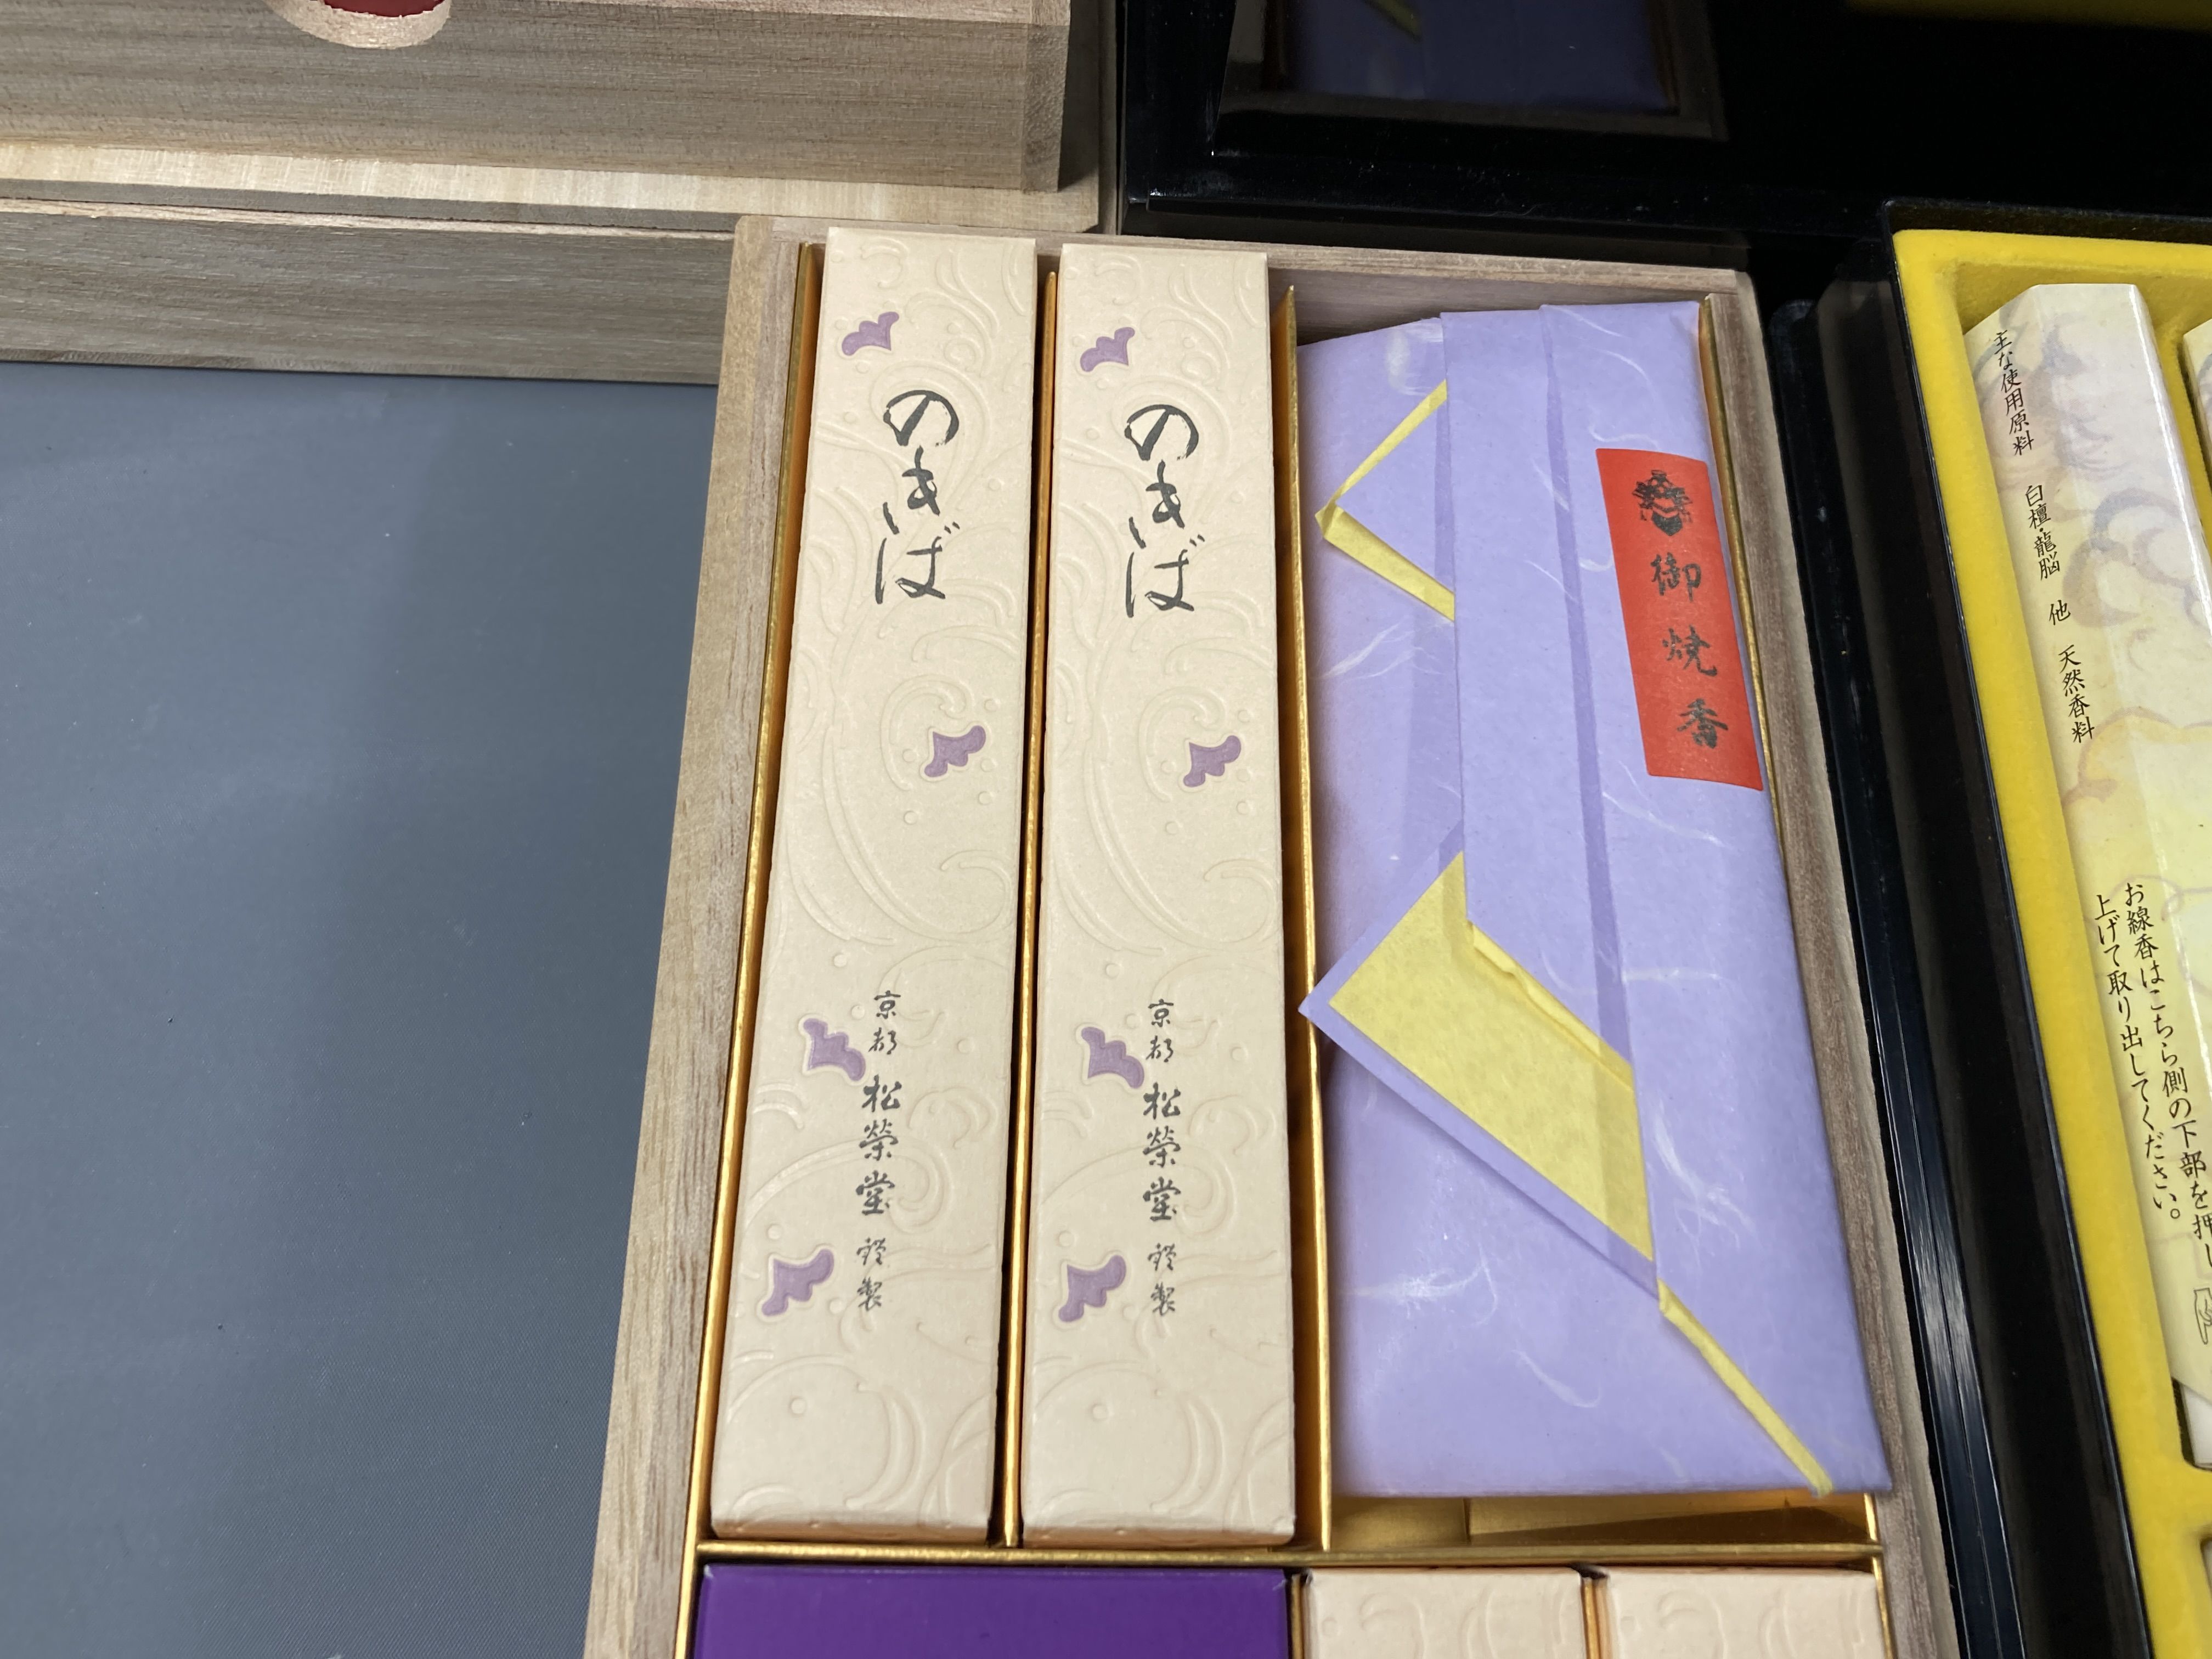 のきば
京都 松榮堂 謹製
のきば
京都 松榮堂 謹製
御焼香
主な使用原料 白檀・龍脳 他 天然香料
お線香はこちら側の下部を押し
上げて取り出してください。